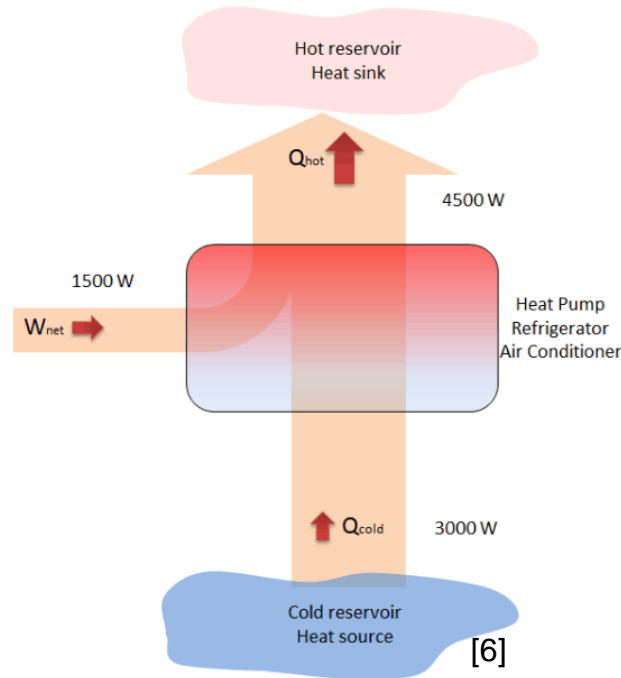 Hot reservoir
Heat sink
Qhot
4500 W
1500 W
Wnet
Heat Pump
Refrigerator
Air Conditioner
Qcold
3000 W
Cold reservoir
Heat source
[6]